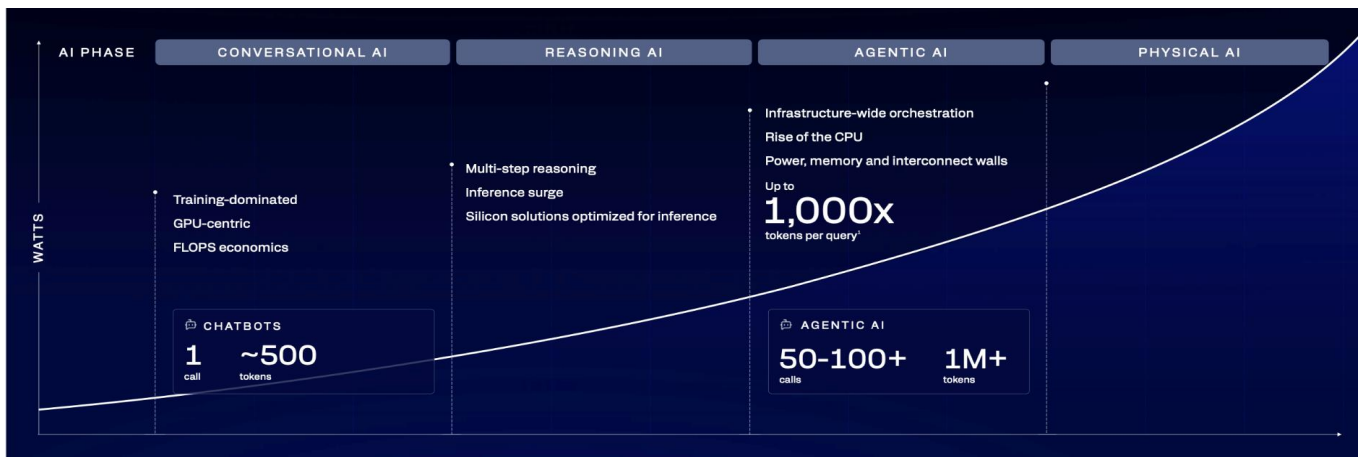 AI PHASE
CONVERSATIONAL AI
REASONING AI
AGENTIC AI
PHYSICAL AI
WATTS
Training-dominated
GPU-centric
FLOPS economics
CHATBOTS
1
call
~500
tokens
Multi-step reasoning
Inference surge
Silicon solutions optimized for inference
Infrastructure-wide orchestration
Rise of the CPU
Power, memory and interconnect walls
Up to
1,000x
tokens per query¹
AGENTIC AI
50-100+
calls
1M+
tokens